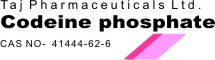 Taj Pharmaceuticals Ltd.
Codeine phosphate
CAS NO- 41444-62-6